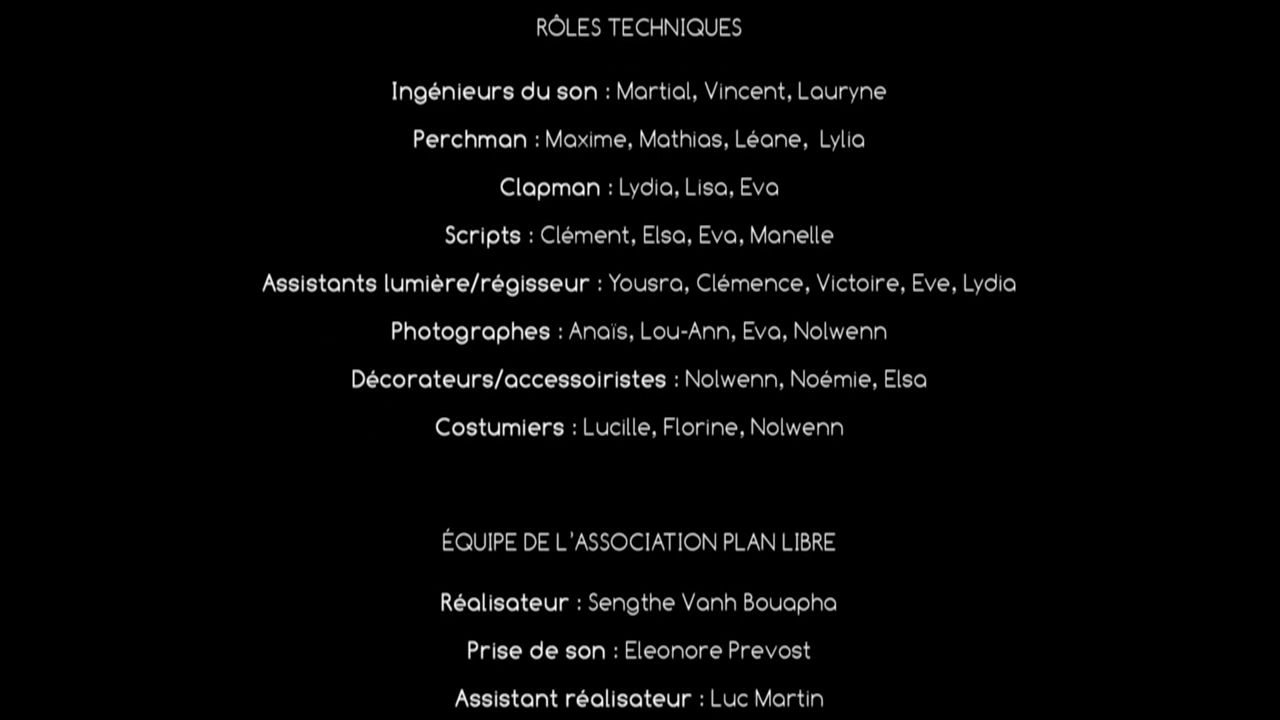 RÔLES TECHNIQUES
Ingénieurs du son : Martial, Vincent, Lauryne
Perchman : Maxime, Mathias, Léane, Lylia
Clapman : Lydia, Lisa, Eva
Scripts : Clément, Elsa, Eva, Manelle
Assistants lumière/régisseur : Yousra, Clémence, Victoire, Eve, Lydia
Photographes : Anaïs, Lou-Ann, Eva, Nolwenn
Décorateurs/accessoiristes : Nolwenn, Noémie, Elsa
Costumiers : Lucille, Florine, Nolwenn
ÉQUIPE DE L'ASSOCIATION PLAN LIBRE
Réalisateur : Sengthe Vanh Bouapha
Prise de son : Eleonore Prevost
Assistant réalisateur : Luc Martin